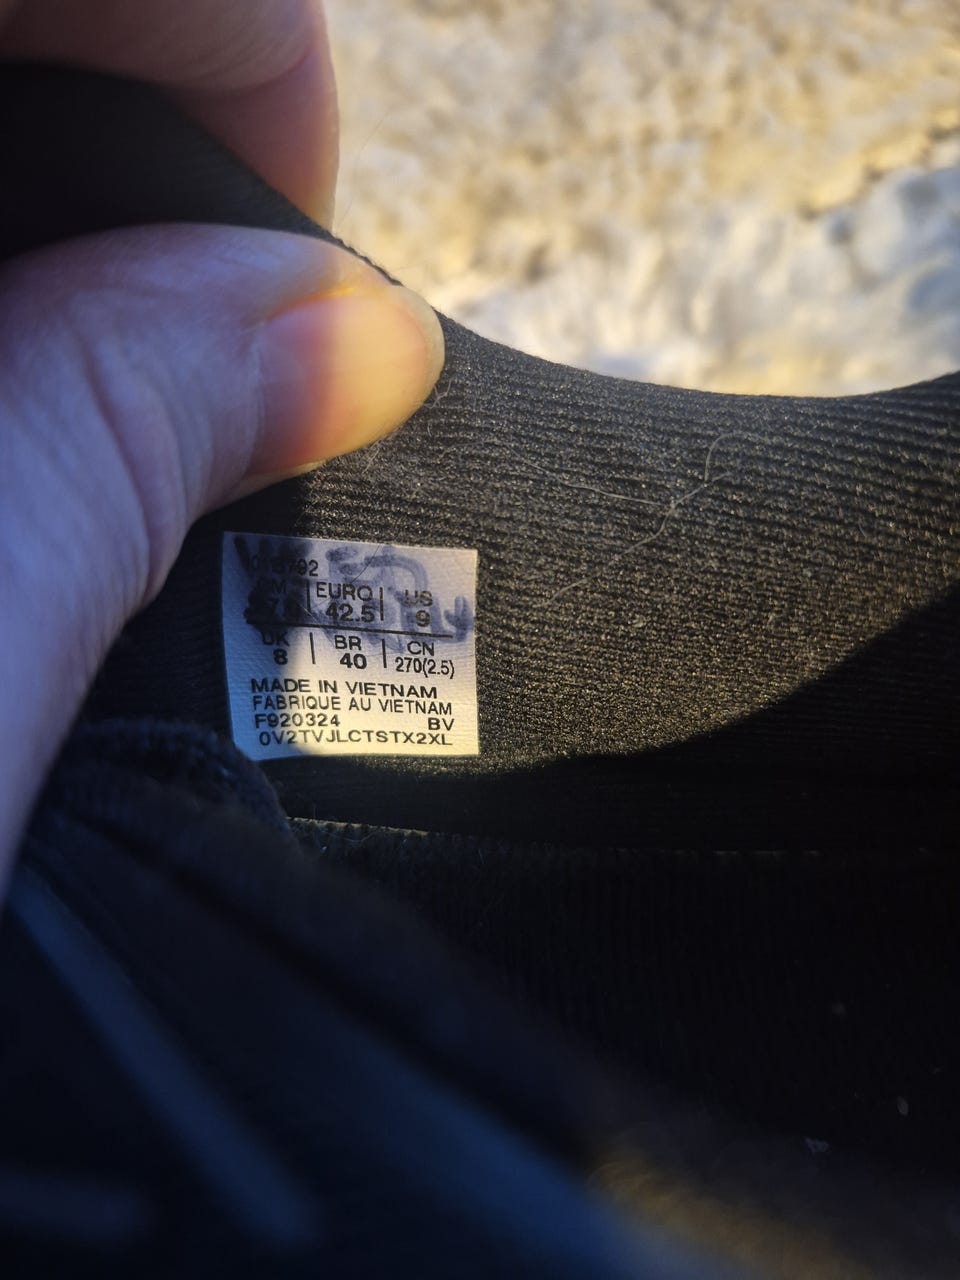 EURO | US
42.5 | 9
UK | BR | CN
8 | 40 | 270(2.5)
MADE IN VIETNAM
FABRIQUE AU VIETNAM
F920324 BV
0V2TVJLCTSTX2XL